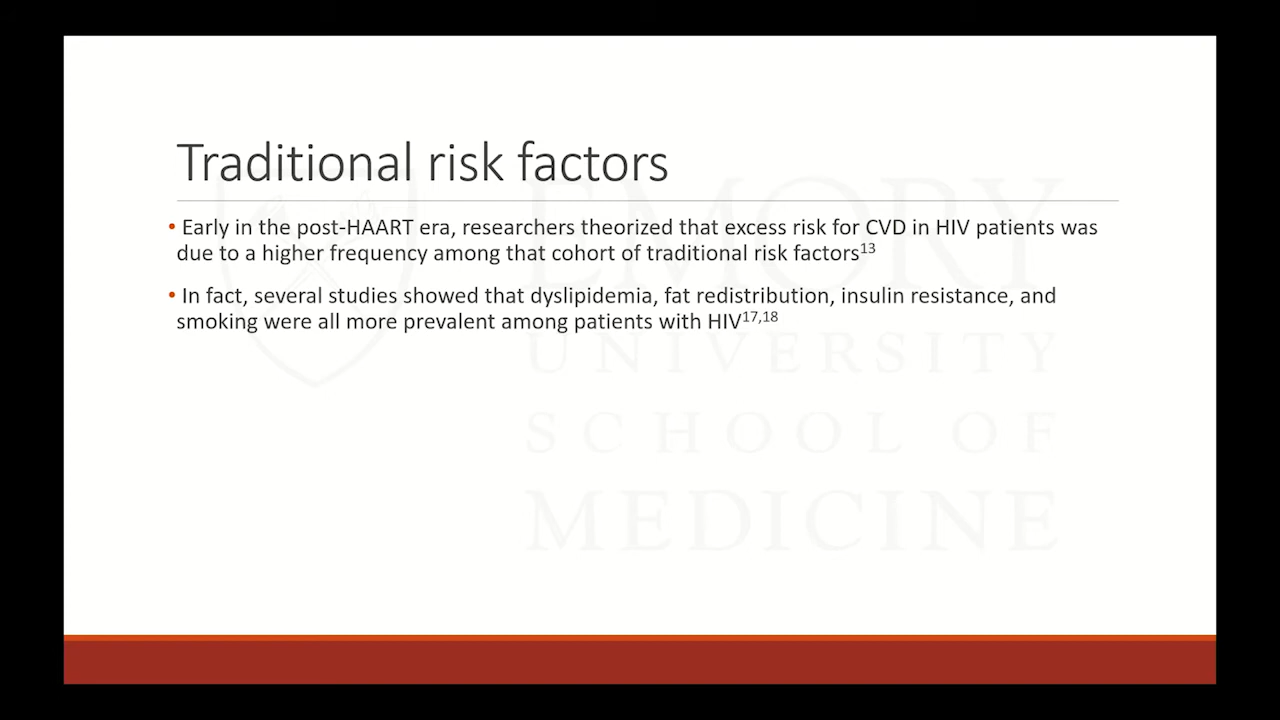 Traditional risk factors
• Early in the post-HAART era, researchers theorized that excess risk for CVD in HIV patients was
due to a higher frequency among that cohort of traditional risk factors¹³
• In fact, several studies showed that dyslipidemia, fat redistribution, insulin resistance, and
smoking were all more prevalent among patients with HIV¹⁷,¹⁸
EMORY
UNIVERSITY
SCHOOL OF
MEDICINE